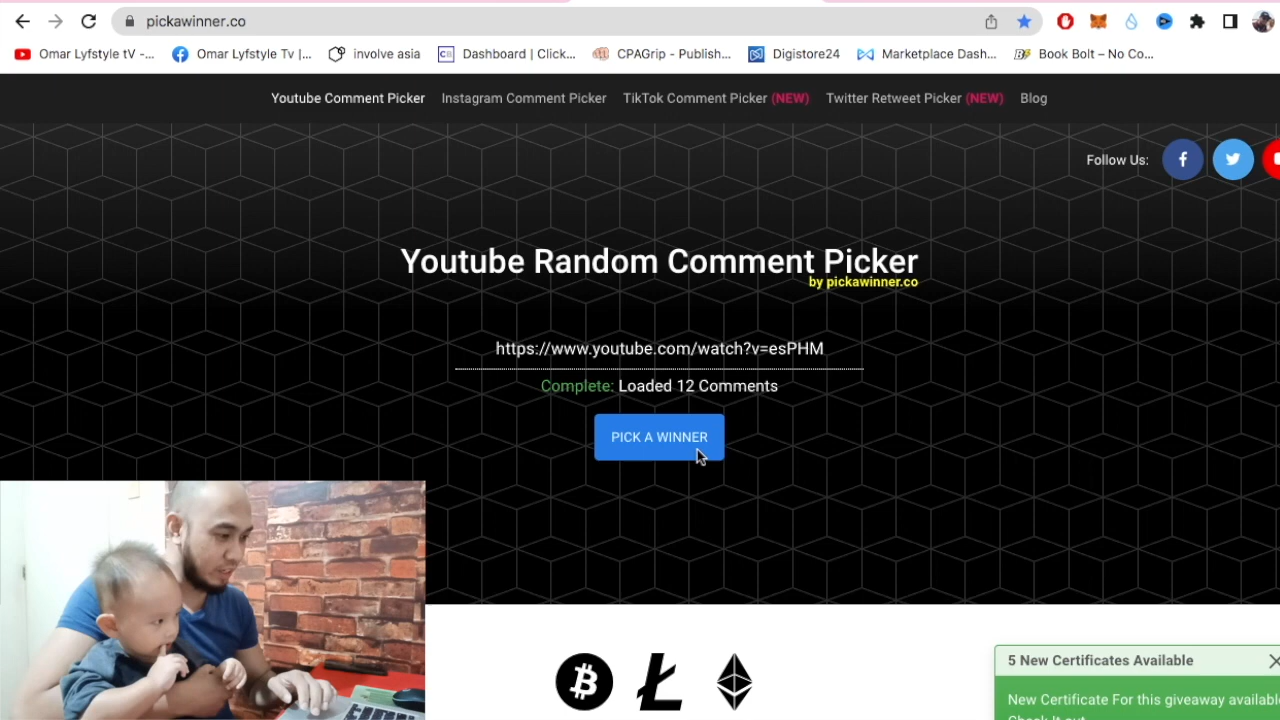 pickawinner.co
Omar Lyfstyle tV -...
Omar Lyfstyle Tv |...
involve asia
CB
Dashboard | Click...
CPAGrip - Publish...
Digistore24
Marketplace Dash...
Book Bolt – No Co...
Youtube Comment Picker
Instagram Comment Picker
TikTok Comment Picker (NEW)
Twitter Retweet Picker (NEW)
Blog
Follow Us:
Youtube Random Comment Picker
by pickawinner.co
https://www.youtube.com/watch?v=esPHM
Complete: Loaded 12 Comments
PICK A WINNER
5 New Certificates Available
New Certificate For this giveaway availabl